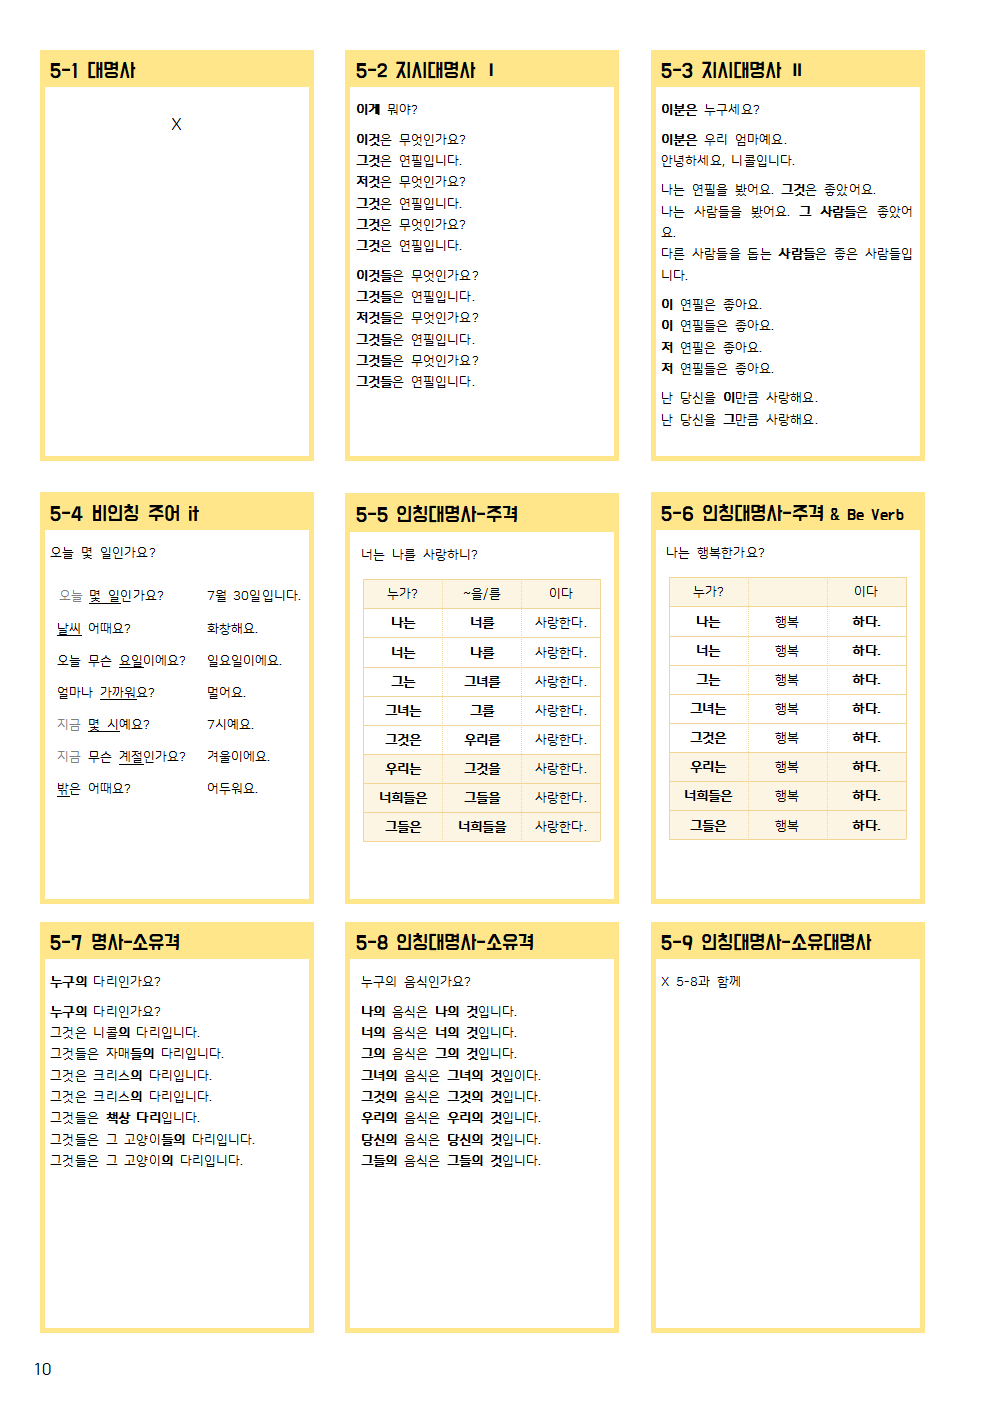 5-1 대명사
X
5-2 지시대명사 Ⅰ
이게 뭐야?
이것은 무엇인가요?
그것은 연필입니다.
저것은 무엇인가요?
그것은 연필입니다.
그것은 무엇인가요?
그것은 연필입니다.
이것들은 무엇인가요?
그것들은 연필입니다.
저것들은 무엇인가요?
그것들은 연필입니다.
그것들은 무엇인가요?
그것들은 연필입니다.
5-3 지시대명사 Ⅱ
이분은 누구세요?
이분은 우리 엄마예요.
안녕하세요, 니콜입니다.
나는 연필을 봤어요. 그것은 좋았어요.
나는 사람들을 봤어요. 그 사람들은 좋았어
요.
다른 사람들을 돕는 사람들은 좋은 사람들입
니다.
이 연필은 좋아요.
이 연필들은 좋아요.
저 연필은 좋아요.
저 연필들은 좋아요.
난 당신을 이만큼 사랑해요.
난 당신을 그만큼 사랑해요.
5-4 비인칭 주어 it
오늘 몇 일인가요?
오늘 몇 일인가요? 7월 30일입니다.
날씨 어때요? 화창해요.
오늘 무슨 요일이에요? 일요일이에요.
얼마나 가까워요? 멀어요.
지금 몇 시예요? 7시예요.
지금 무슨 계절인가요? 겨울이에요.
밖은 어때요? 어두워요.
5-5 인칭대명사-주격
너는 나를 사랑하니?
누가? ~을/를 이다
나는 너를 사랑한다.
너는 나를 사랑한다.
그는 그녀를 사랑한다.
그녀는 그를 사랑한다.
그것은 우리를 사랑한다.
우리는 그것을 사랑한다.
너희들은 그들을 사랑한다.
그들은 너희들을 사랑한다.
5-6 인칭대명사-주격 & Be Verb
나는 행복한가요?
누가? 이다
나는 행복 하다.
너는 행복 하다.
그는 행복 하다.
그녀는 행복 하다.
그것은 행복 하다.
우리는 행복 하다.
너희들은 행복 하다.
그들은 행복 하다.
5-7 명사-소유격
누구의 다리인가요?
누구의 다리인가요?
그것은 니콜의 다리입니다.
그것들은 자매들의 다리입니다.
그것은 크리스의 다리입니다.
그것은 크리스의 다리입니다.
그것들은 책상 다리입니다.
그것들은 그 고양이들의 다리입니다.
그것들은 그 고양이의 다리입니다.
5-8 인칭대명사-소유격
누구의 음식인가요?
나의 음식은 나의 것입니다.
너의 음식은 너의 것입니다.
그의 음식은 그의 것입니다.
그녀의 음식은 그녀의 것입이다.
그것의 음식은 그것의 것입니다.
우리의 음식은 우리의 것입니다.
당신의 음식은 당신의 것입니다.
그들의 음식은 그들의 것입니다.
5-9 인칭대명사-소유대명사
X 5-8과 함께
10